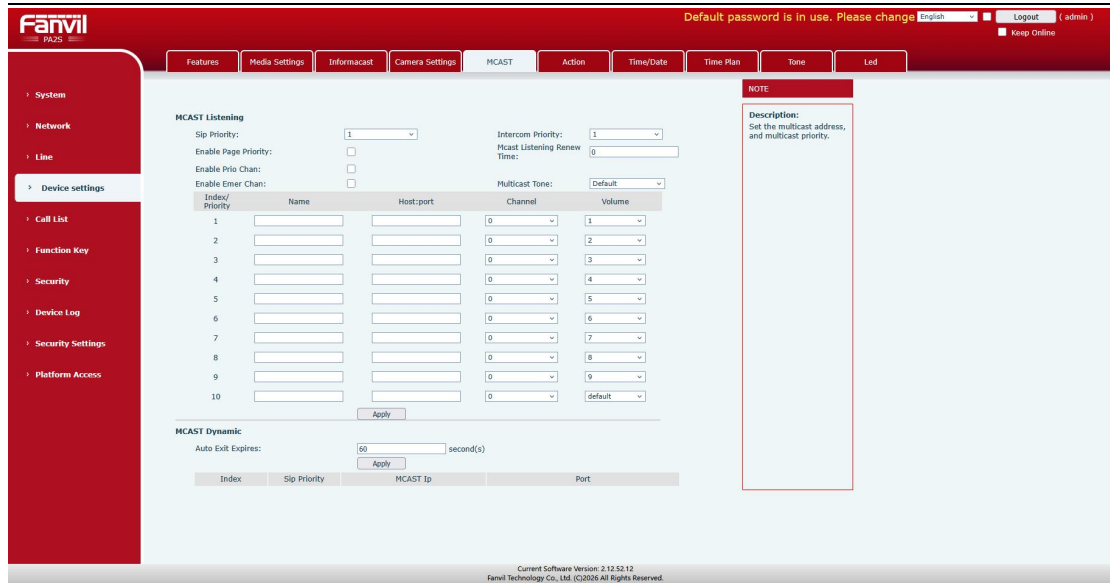 Fanvil
PA2S
Default password is in use. Please change
English
Logout
( admin )
Keep Online
Features
Media Settings
Informacast
Camera Settings
MCAST
Action
Time/Date
Time Plan
Tone
Led
› System
› Network
› Line
› Device settings
› Call List
› Function Key
› Security
› Device Log
› Security Settings
› Platform Access
MCAST Listening
Sip Priority: 1 Intercom Priority: 1
Enable Page Priority: Mcast Listening Renew Time: 0
Enable Prio Chan:
Enable Emer Chan: Multicast Tone: Default
Index/Priority Name Host:port Channel Volume
1 0 1
2 0 2
3 0 3
4 0 4
5 0 5
6 0 6
7 0 7
8 0 8
9 0 9
10 0 default
Apply
MCAST Dynamic
Auto Exit Expires: 60 second(s)
Apply
Index Sip Priority MCAST Ip Port
NOTE
Description:
Set the multicast address,
and multicast priority.
Current Software Version: 2.12.52.12
Fanvil Technology Co., Ltd. (C)2026 All Rights Reserved.